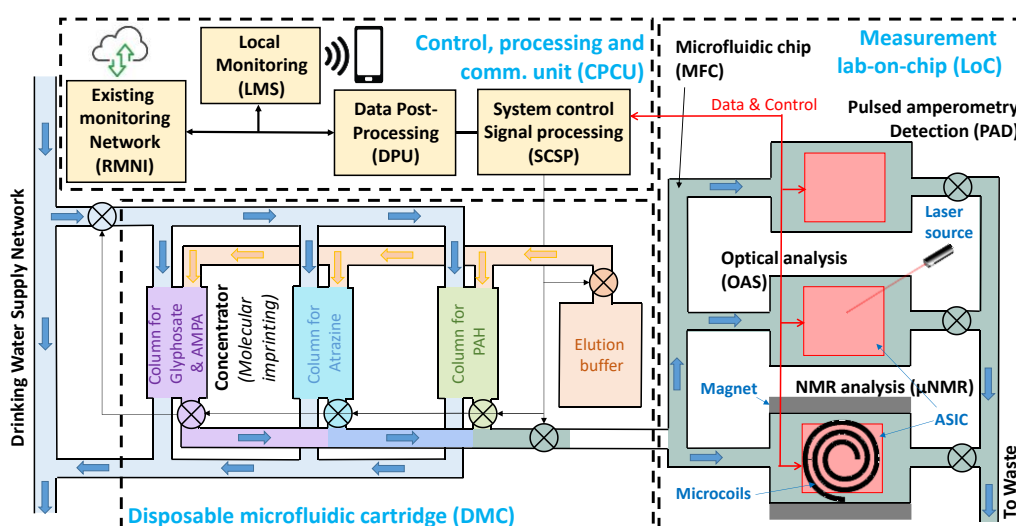 Control, processing and
comm. unit (CPCU)
Local
Monitoring
(LMS)
Existing
monitoring
Network
(RMNI)
Data Post-
Processing
(DPU)
System control
Signal processing
(SCSP)
Measurement
lab-on-chip (LoC)
Microfluidic chip
(MFC)
Data & Control
Pulsed amperometry
Detection (PAD)
Laser
source
Optical analysis
(OAS)
NMR analysis (μNMR)
Magnet
ASIC
Microcoils
To Waste
Drinking Water Supply Network
Column for
Glyphosate
& AMPA
Concentrator
(Molecular
imprinting)
Column for
Atrazine
Column for
PAH
Elution
buffer
Disposable microfluidic cartridge (DMC)